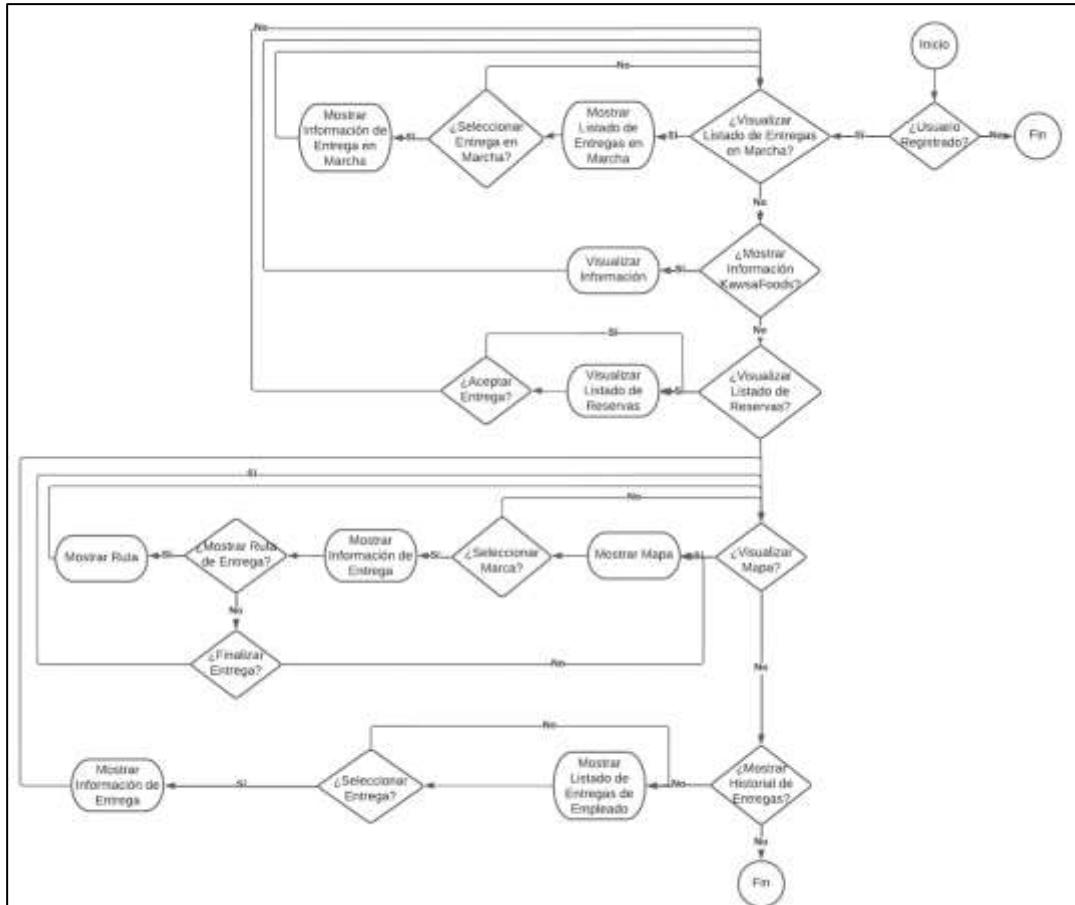 No
Inicio
No
Mostrar
Información de
Entrega en
Marcha
Si
¿Seleccionar
Entrega en
Marcha?
Mostrar
Listado de
Entregas en
Marcha
Si
¿Visualizar
Listado de Entregas
en Marcha?
Si
¿Usuario
Registrado?
No
Fin
No
Visualizar
Información
Si
¿Mostrar
Información
KawsaFoods?
No
Si
¿Aceptar
Entrega?
Visualizar
Listado de
Reservas
Si
¿Visualizar
Listado de
Reservas?
Si
No
Mostrar Ruta
Si
¿Mostrar Ruta
de Entrega?
Mostrar
Información de
Entrega
Si
¿Seleccionar
Marca?
Mostrar Mapa
Si
¿Visualizar
Mapa?
No
¿Finalizar
Entrega?
No
No
No
Mostrar
Información de
Entrega
Si
¿Seleccionar
Entrega?
Mostrar
Listado de
Entregas de
Empleado
No
¿Mostrar
Historial de
Entregas?
No
Fin